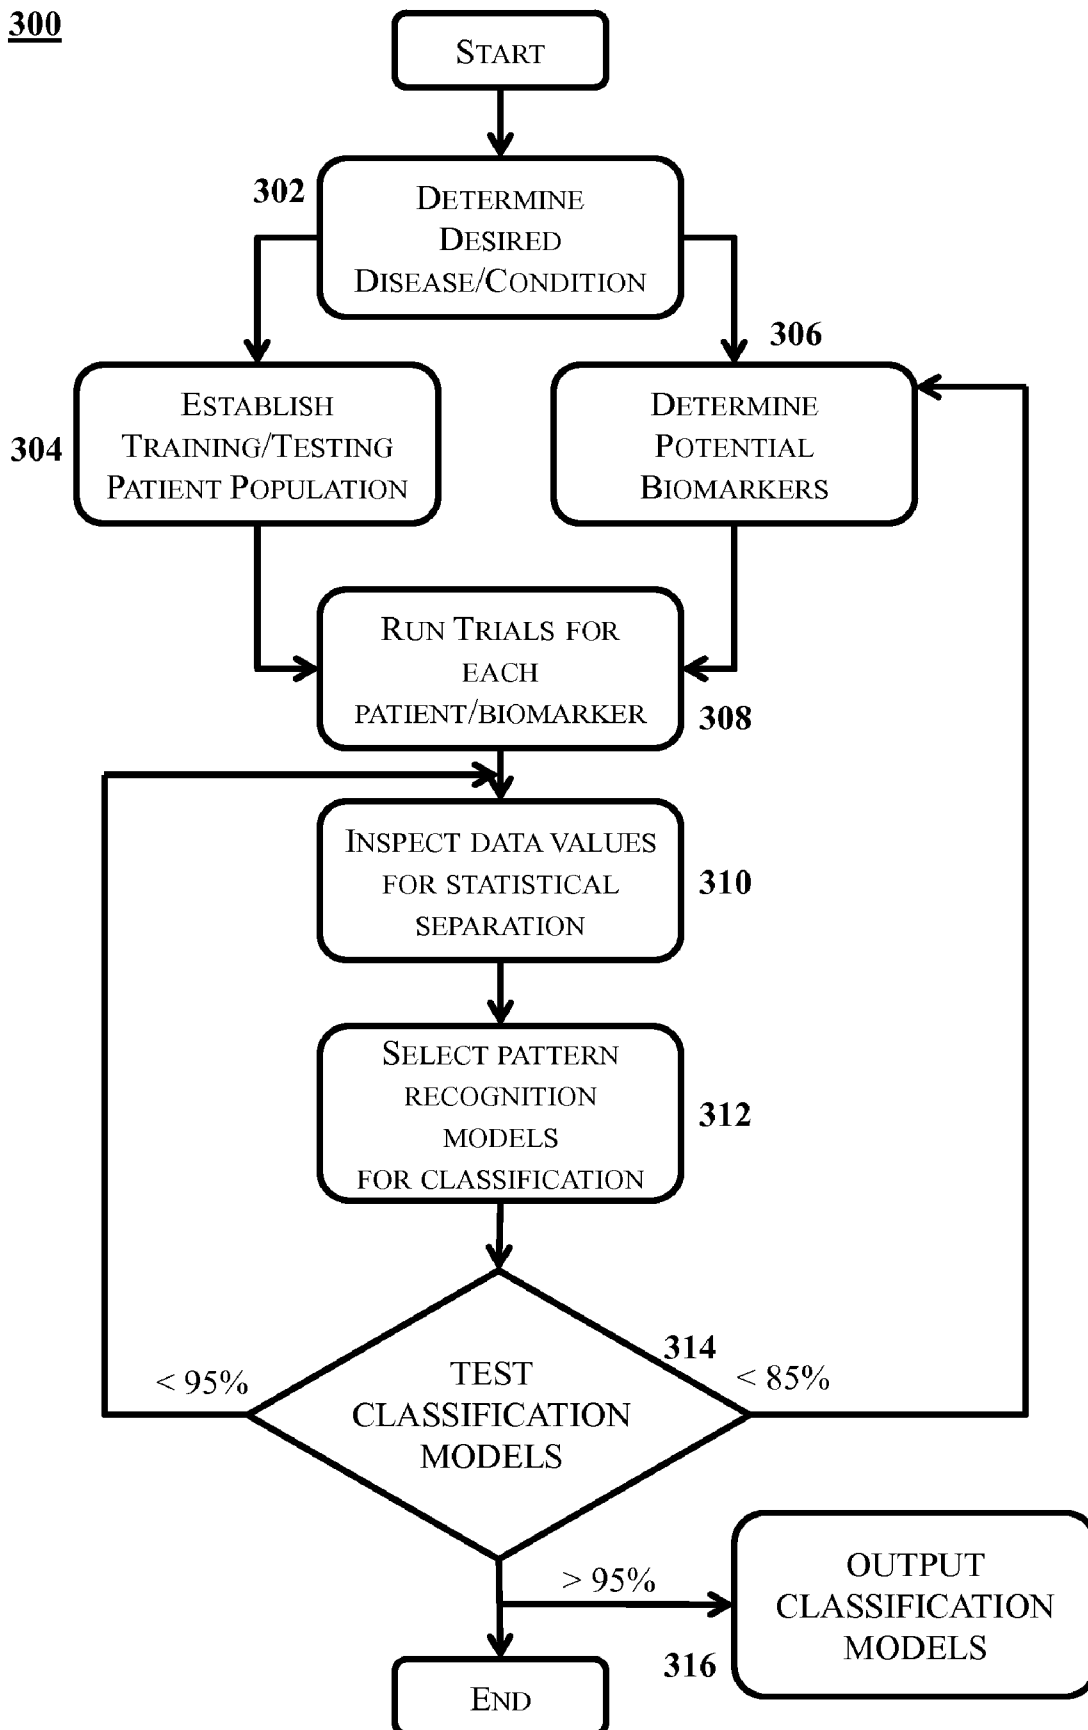 300
START
302
DETERMINE
DESIRED
DISEASE/CONDITION
306
304
ESTABLISH
TRAINING/TESTING
PATIENT POPULATION
DETERMINE
POTENTIAL
BIOMARKERS
RUN TRIALS FOR
EACH
PATIENT/BIOMARKER
308
INSPECT DATA VALUES
FOR STATISTICAL
SEPARATION
310
SELECT PATTERN
RECOGNITION
MODELS
FOR CLASSIFICATION
312
314
< 95%
TEST
CLASSIFICATION
MODELS
< 85%
> 95%
OUTPUT
CLASSIFICATION
MODELS
316
END